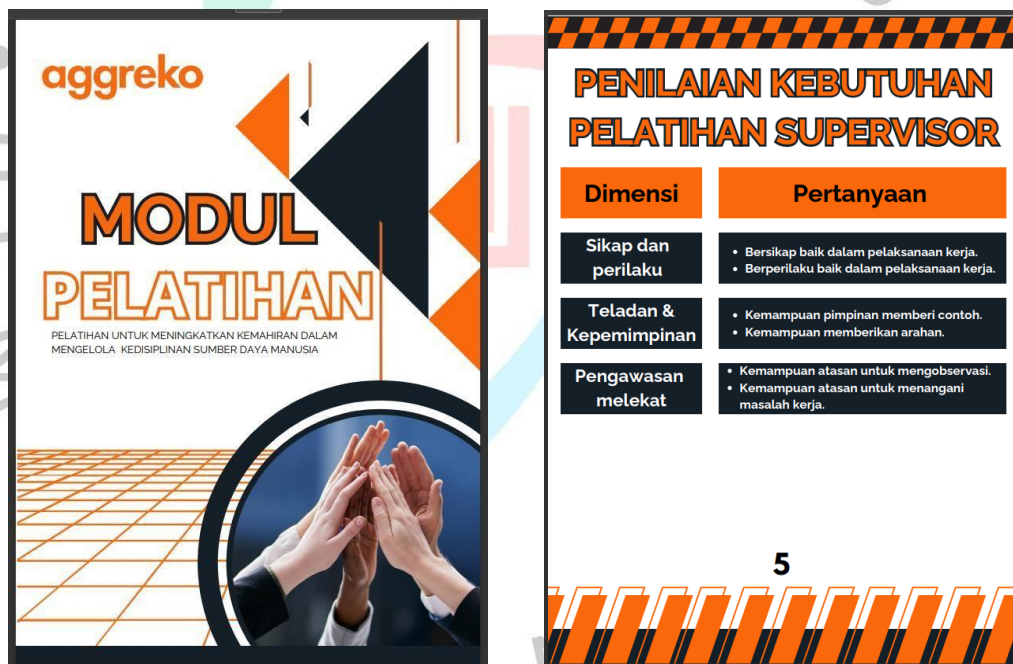 aggreko
MODUL
PELATIHAN
PELATIHAN UNTUK MENINGKATKAN KEMAHIRAN DALAM
MENGELOLA KEDISIPLINAN SUMBER DAYA MANUSIA
PENILAIAN KEBUTUHAN
PELATIHAN SUPERVISOR
Dimensi
Pertanyaan
Sikap dan
perilaku
• Bersikap baik dalam pelaksanaan kerja.
• Berperilaku baik dalam pelaksanaan kerja.
Teladan &
Kepemimpinan
• Kemampuan pimpinan memberi contoh.
• Kemampuan memberikan arahan.
Pengawasan
melekat
• Kemampuan atasan untuk mengobservasi.
• Kemampuan atasan untuk menangani
masalah kerja.
5